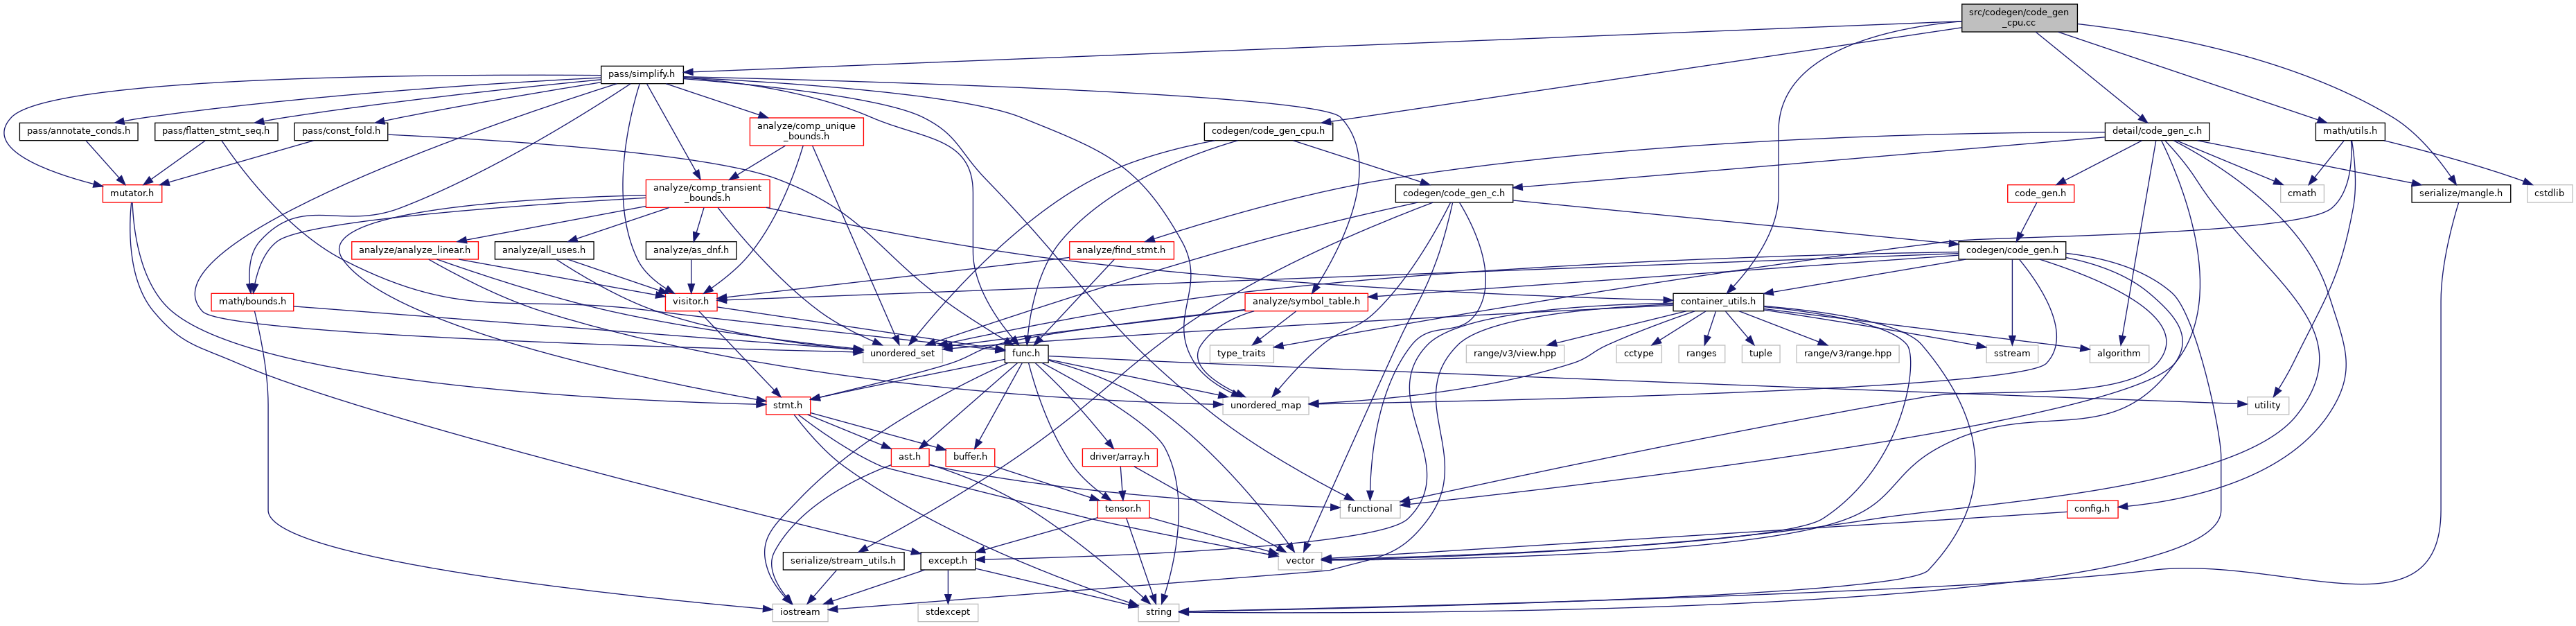 src/codegen/code_gen
_cpu.cc
pass/simplify.h
pass/annotate_conds.h
pass/flatten_stmt_seq.h
pass/const_fold.h
analyze/comp_unique
_bounds.h
codegen/code_gen_cpu.h
detail/code_gen_c.h
math/utils.h
mutator.h
analyze/comp_transient
_bounds.h
codegen/code_gen_c.h
code_gen.h
cmath
serialize/mangle.h
cstdlib
analyze/analyze_linear.h
analyze/all_uses.h
analyze/as_dnf.h
analyze/find_stmt.h
codegen/code_gen.h
math/bounds.h
visitor.h
analyze/symbol_table.h
container_utils.h
unordered_set
func.h
type_traits
range/v3/view.hpp
cctype
ranges
tuple
range/v3/range.hpp
sstream
algorithm
stmt.h
unordered_map
utility
ast.h
buffer.h
driver/array.h
tensor.h
functional
config.h
serialize/stream_utils.h
except.h
vector
iostream
stdexcept
string